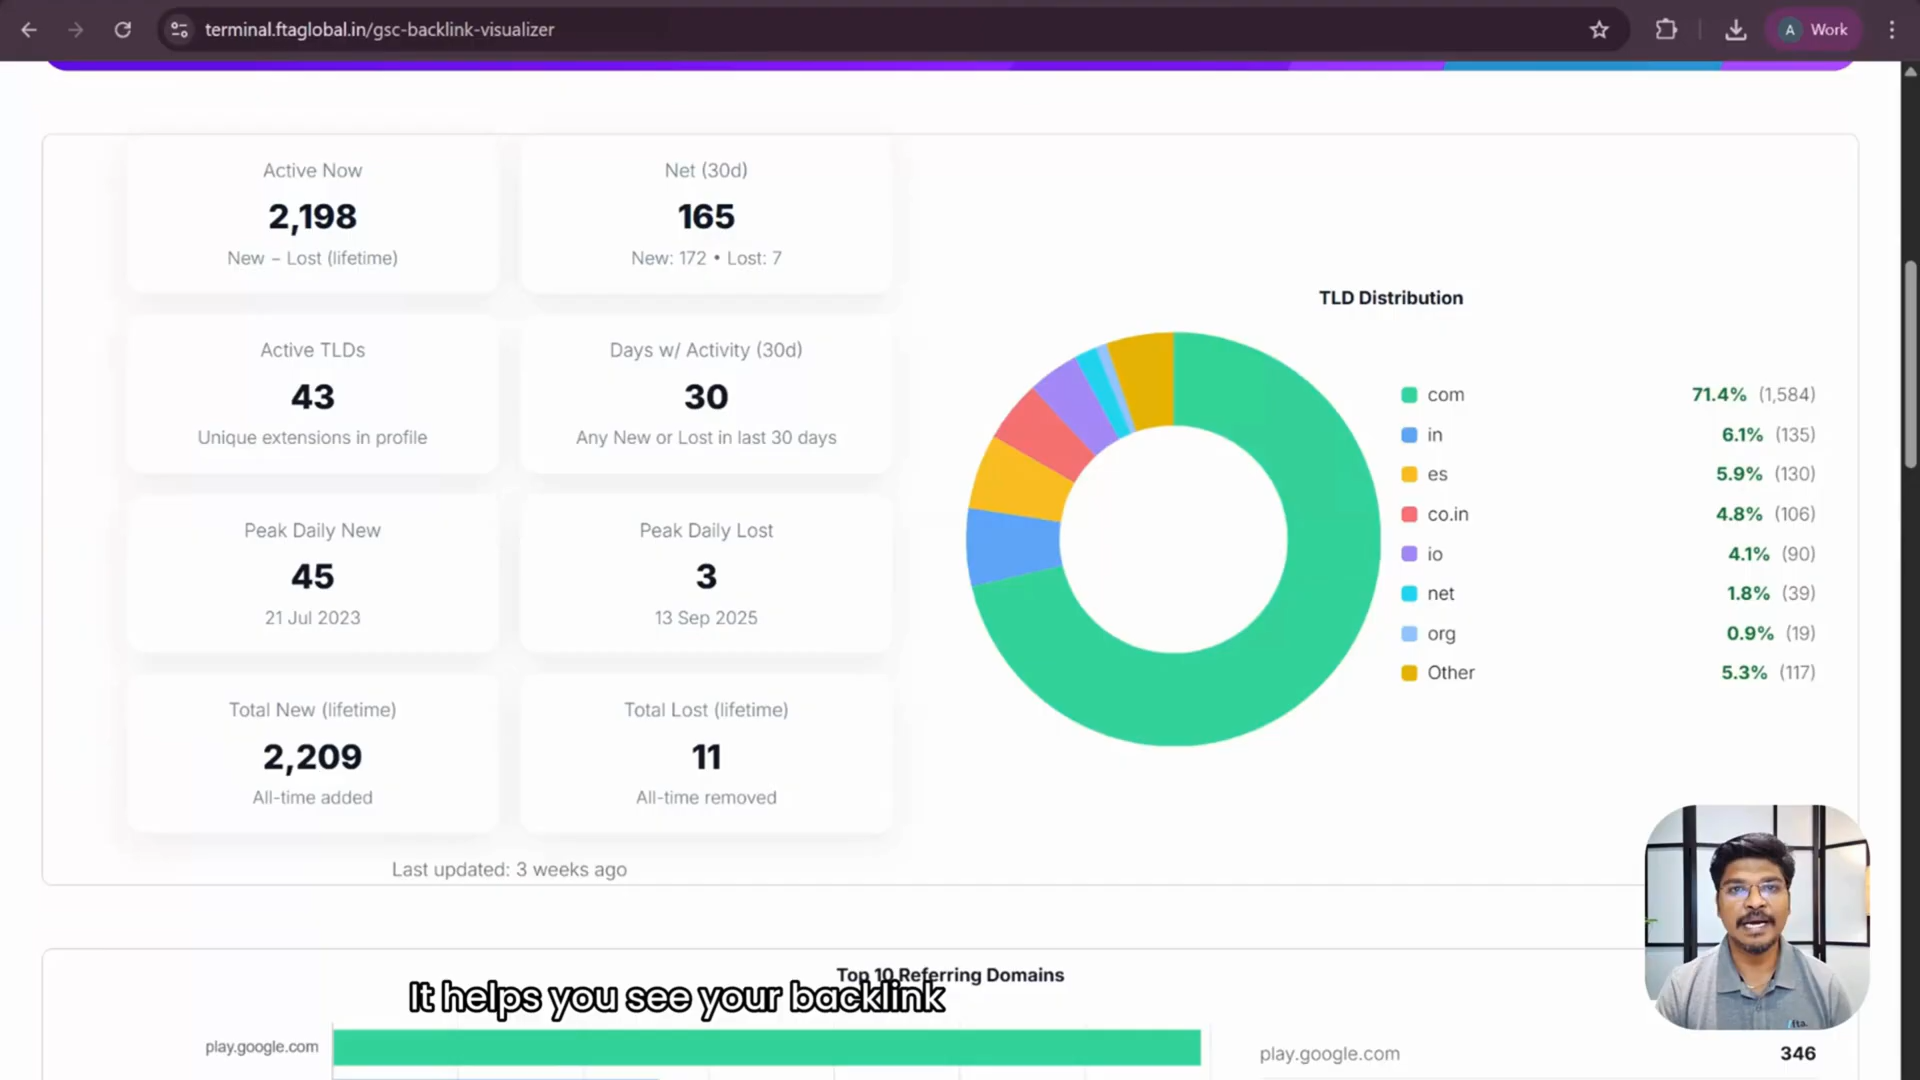 terminal.ftaglobal.in/gsc-backlink-visualizer
A Work
Active Now
2,198
New – Lost (lifetime)
Net (30d)
165
New: 172 • Lost: 7
Active TLDs
43
Unique extensions in profile
Days w/ Activity (30d)
30
Any New or Lost in last 30 days
Peak Daily New
45
21 Jul 2023
Peak Daily Lost
3
13 Sep 2025
Total New (lifetime)
2,209
All-time added
Total Lost (lifetime)
11
All-time removed
Last updated: 3 weeks ago
TLD Distribution
com 71.4% (1,584)
in 6.1% (135)
es 5.9% (130)
co.in 4.8% (106)
io 4.1% (90)
net 1.8% (39)
org 0.9% (19)
Other 5.3% (117)
Top 10 Referring Domains
It helps you see your backlink
play.google.com
play.google.com 346
fta